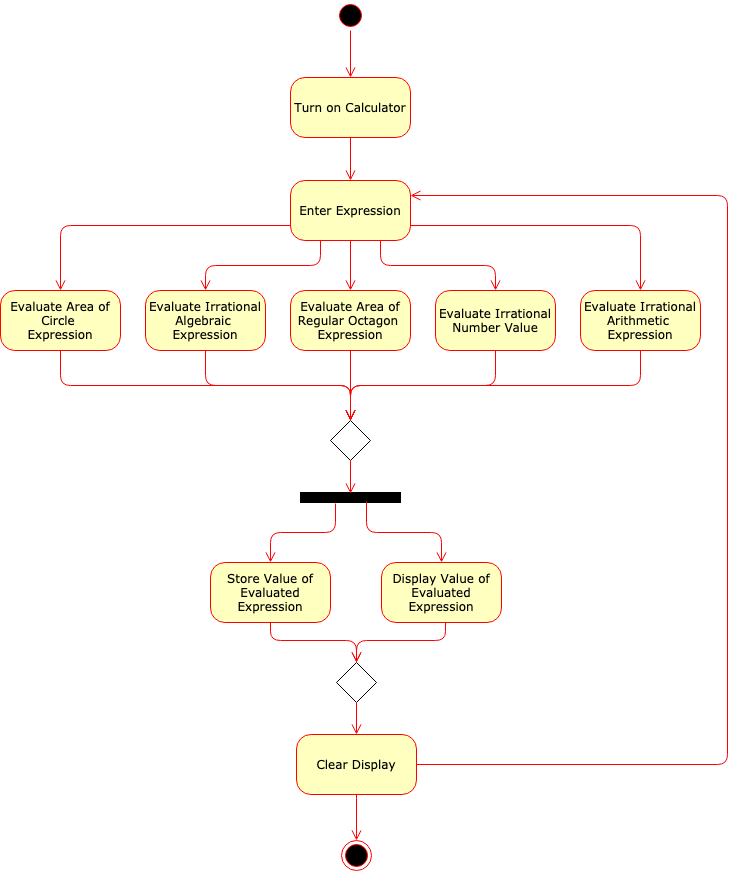 Turn on Calculator
Enter Expression
Evaluate Area of
Circle
Expression
Evaluate Irrational
Algebraic
Expression
Evaluate Area of
Regular Octagon
Expression
Evaluate Irrational
Number Value
Evaluate Irrational
Arithmetic
Expression
Store Value of
Evaluated
Expression
Display Value of
Evaluated
Expression
Clear Display